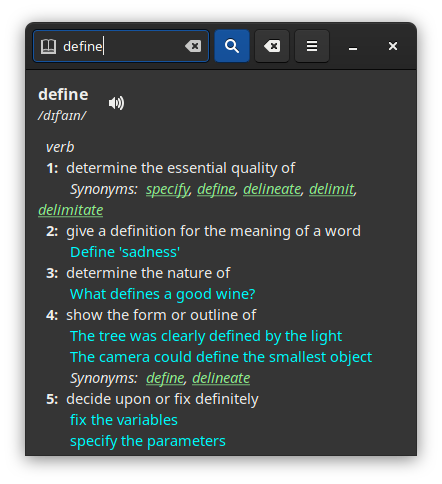 define
define
/dɪfaɪn/
verb
1: determine the essential quality of
Synonyms: specify, define, delineate, delimit,
delimitate
2: give a definition for the meaning of a word
Define 'sadness'
3: determine the nature of
What defines a good wine?
4: show the form or outline of
The tree was clearly defined by the light
The camera could define the smallest object
Synonyms: define, delineate
5: decide upon or fix definitely
fix the variables
specify the parameters